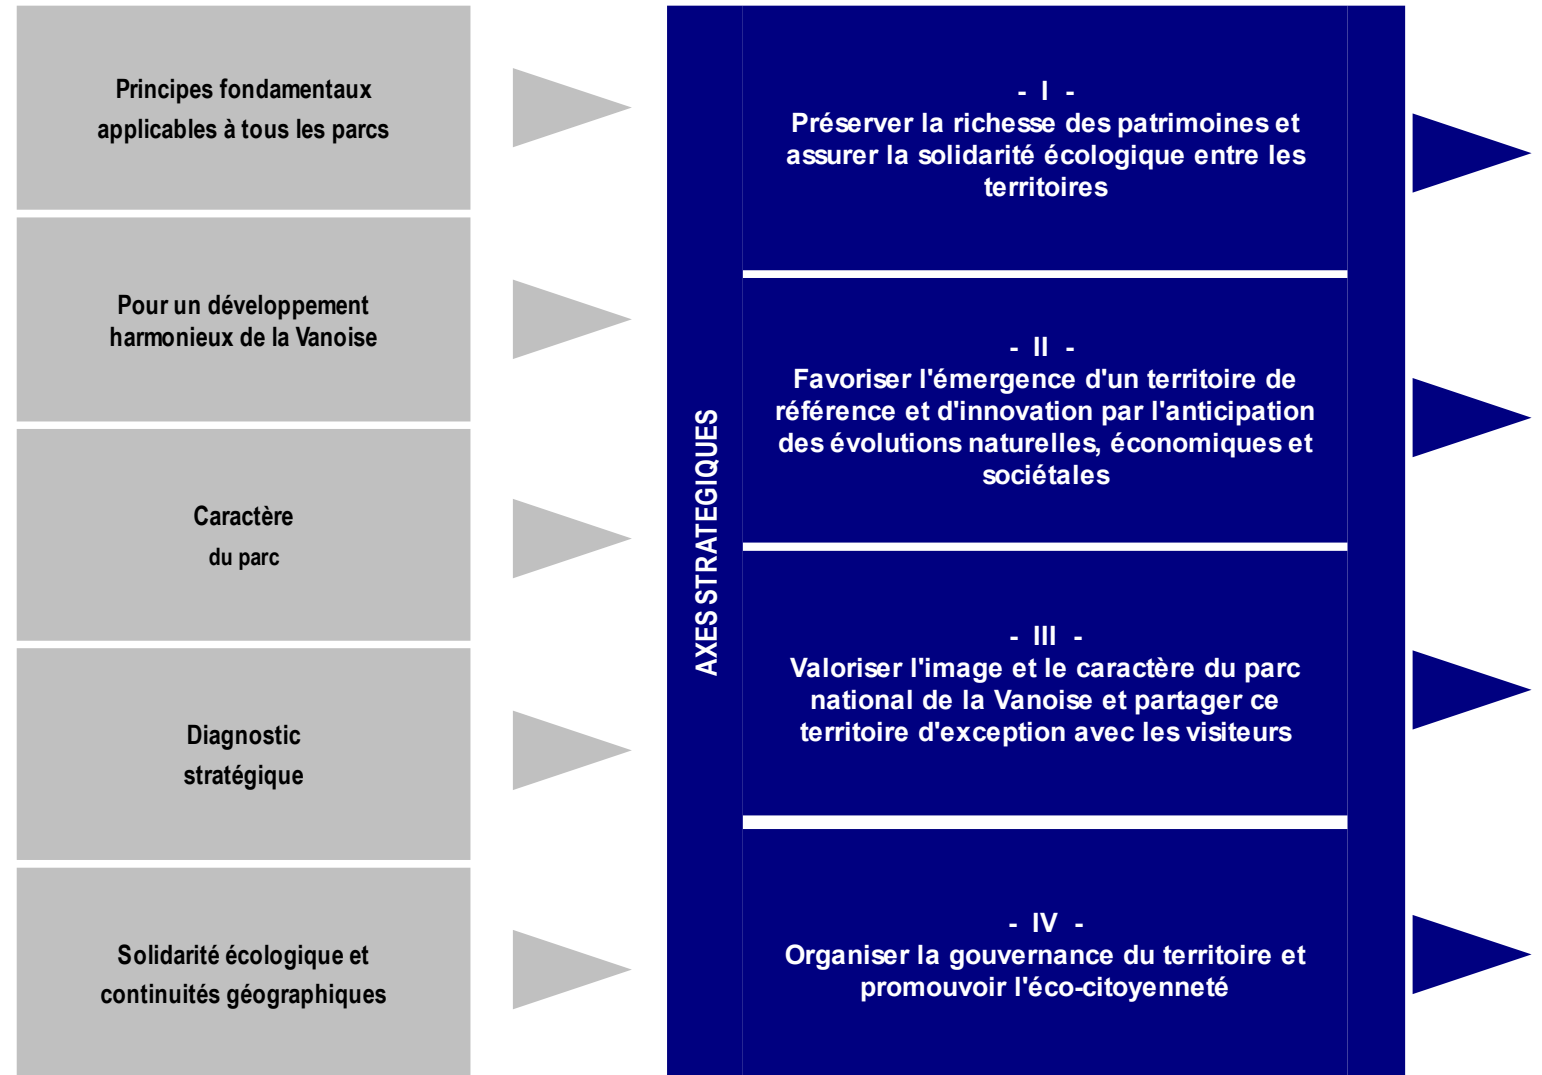 Principes fondamentaux
applicables à tous les parcs
Pour un développement
harmonieux de la Vanoise
Caractère
du parc
Diagnostic
stratégique
Solidarité écologique et
continuités géographiques
AXES STRATEGIQUES
- I -
Préserver la richesse des patrimoines et
assurer la solidarité écologique entre les
territoires
- II -
Favoriser l'émergence d'un territoire de
référence et d'innovation par l'anticipation
des évolutions naturelles, économiques et
sociétales
- III -
Valoriser l'image et le caractère du parc
national de la Vanoise et partager ce
territoire d'exception avec les visiteurs
- IV -
Organiser la gouvernance du territoire et
promouvoir l'éco-citoyenneté